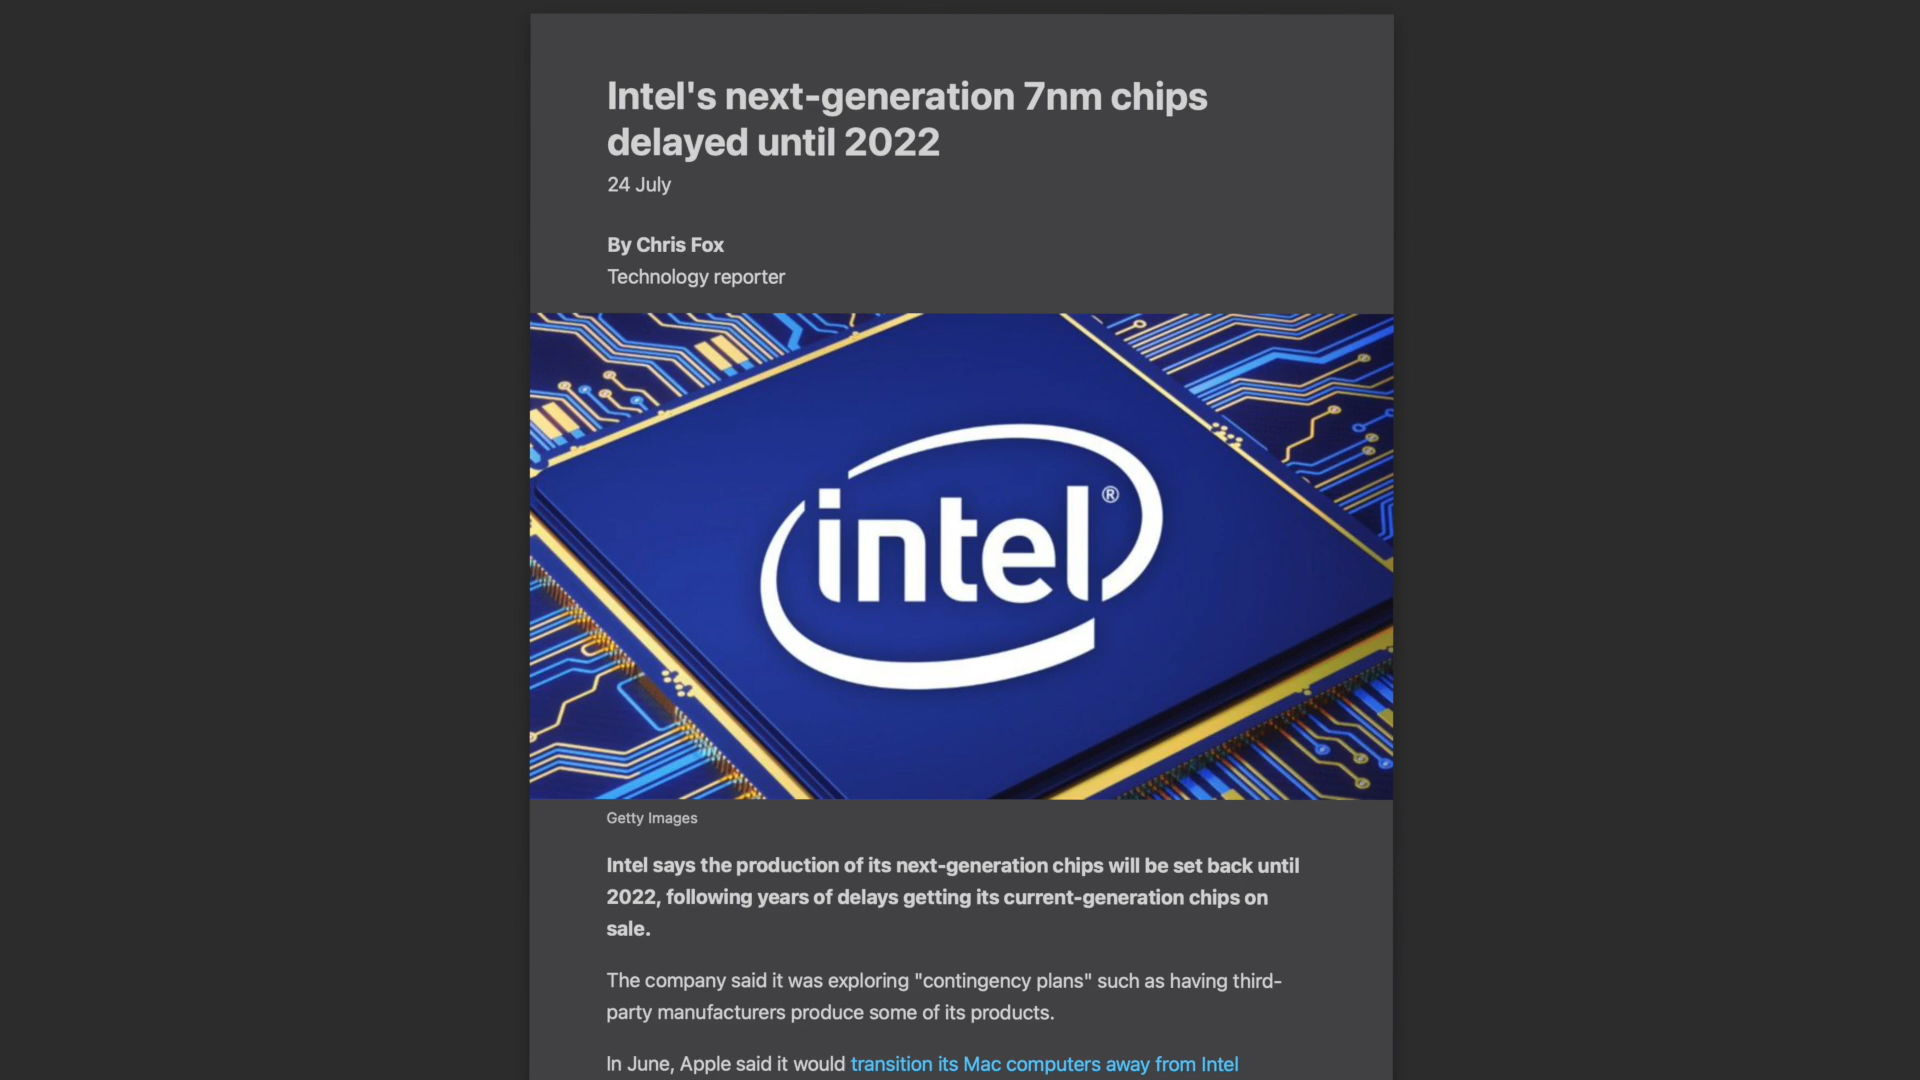 Intel's next-generation 7nm chips
delayed until 2022
24 July
By Chris Fox
Technology reporter
intel®
Getty Images
Intel says the production of its next-generation chips will be set back until
2022, following years of delays getting its current-generation chips on
sale.
The company said it was exploring "contingency plans" such as having third-
party manufacturers produce some of its products.
In June, Apple said it would transition its Mac computers away from Intel